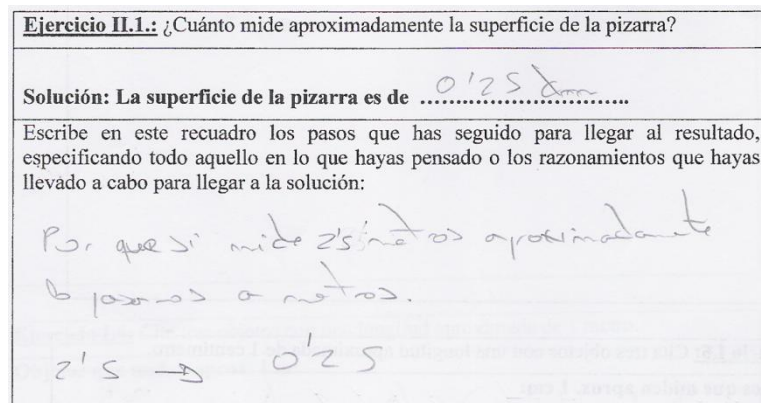 Ejercicio II.1.: ¿Cuánto mide aproximadamente la superficie de la pizarra?
Solución: La superficie de la pizarra es de 0'25 dam
Escribe en este recuadro los pasos que has seguido para llegar al resultado,
especificando todo aquello en lo que hayas pensado o los razonamientos que hayas
llevado a cabo para llegar a la solución:
Por que si mide 2'5 metros aproximadamente
lo pasamos a metros.
2'5 → 0'25